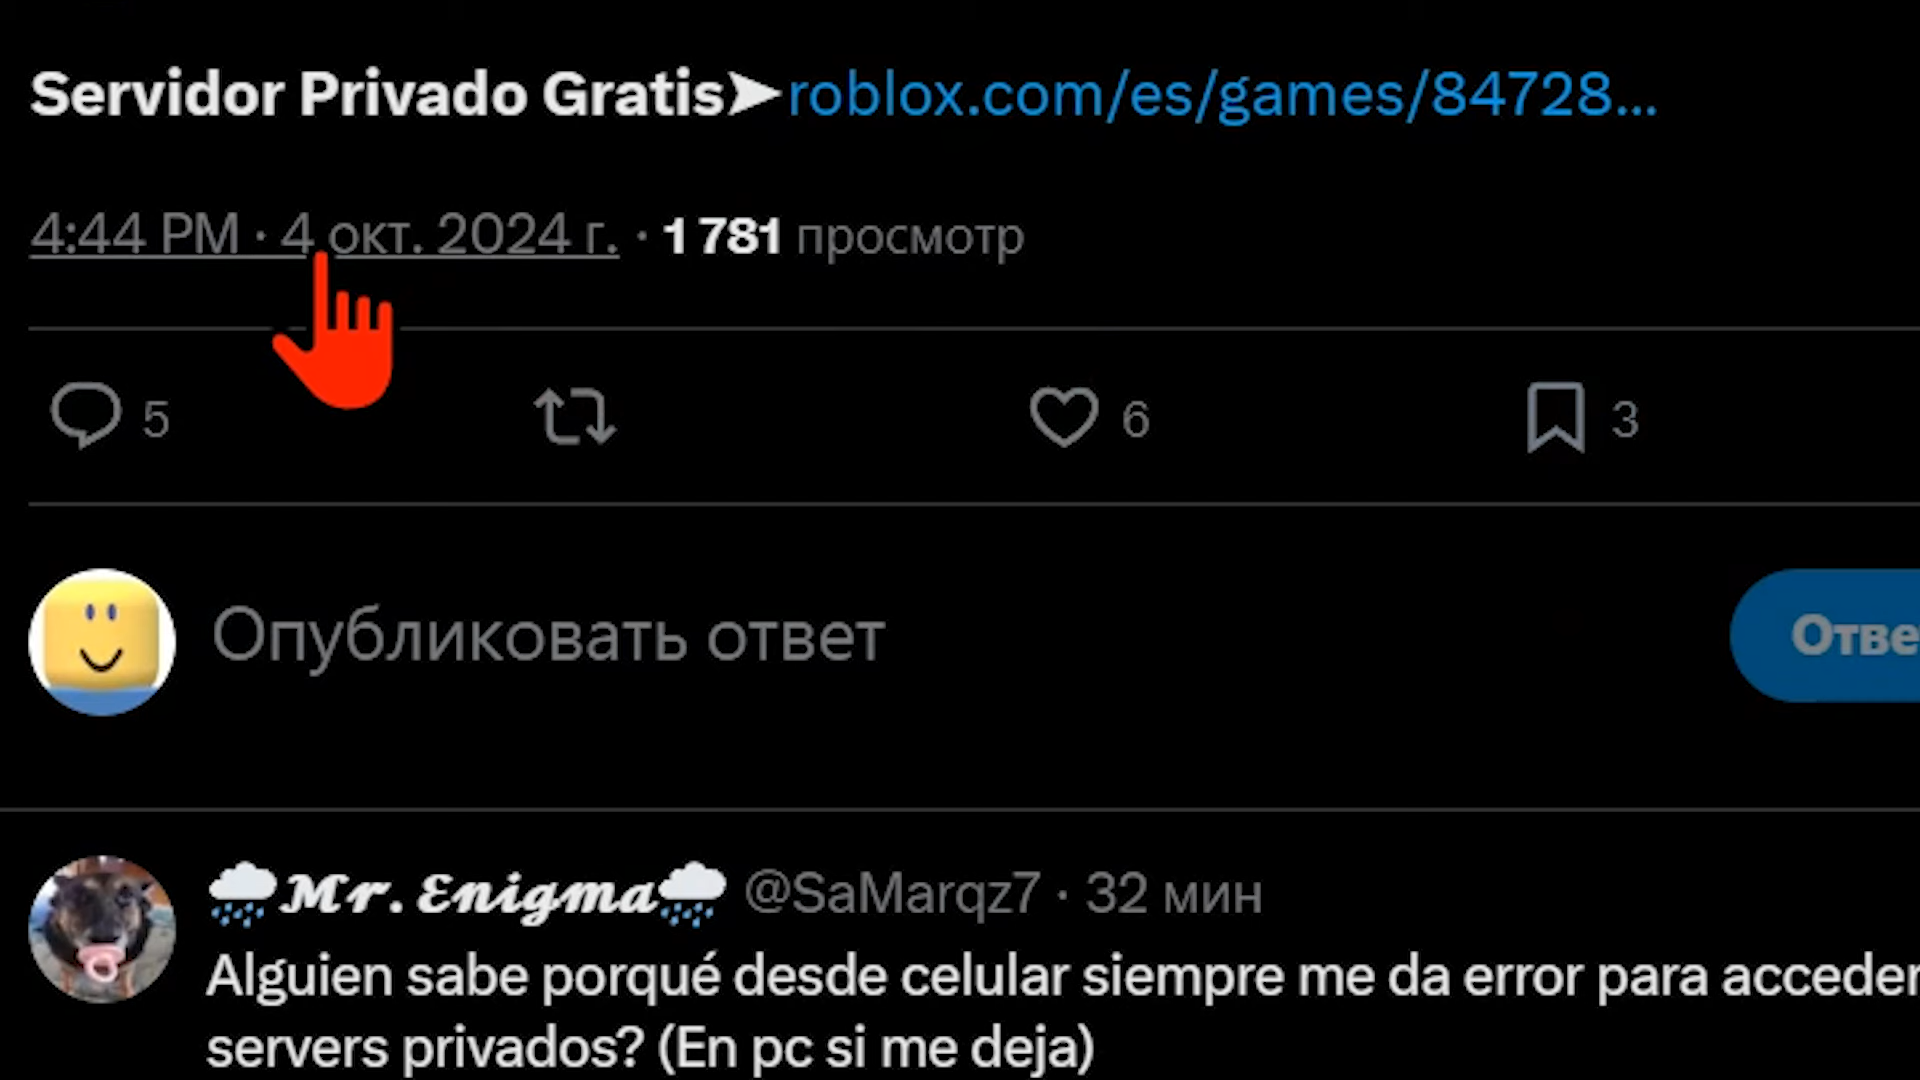 Servidor Privado Gratis➤roblox.com/es/games/84728...
4:44 PM · 4 окт. 2024 г. · 1 781 просмотр
5 6 3
Опубликовать ответ
Отве
🌧️𝓜𝓻.𝓔𝓷𝓲𝓰𝓶𝓪🌧️ @SaMarqz7 · 32 мин
Alguien sabe porqué desde celular siempre me da error para acceder
servers privados? (En pc si me deja)